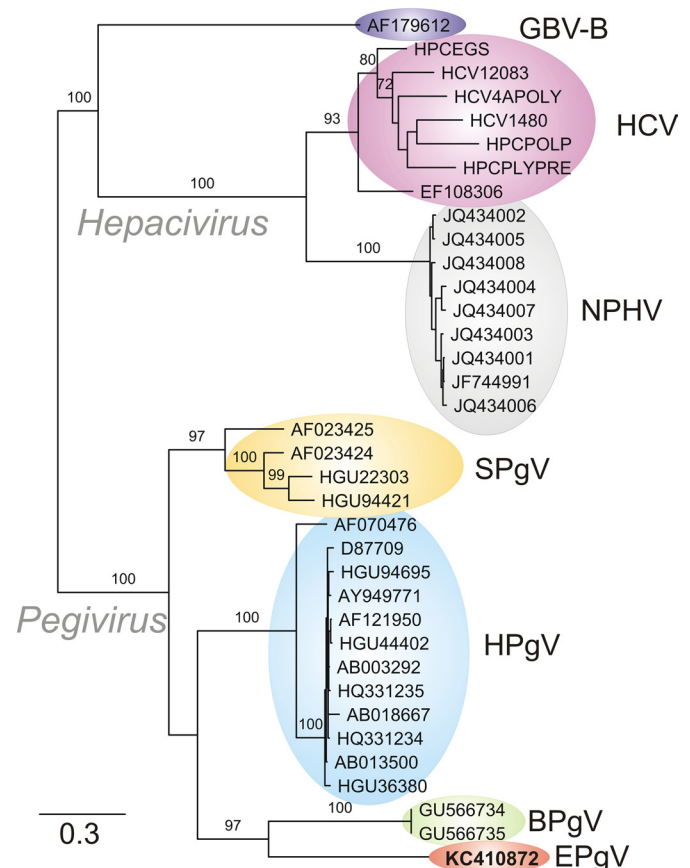 AF179612
GBV-B
HPCEGS
80
HCV12083
72
100
HCV4APOLY
HCV1480
93
HCV
HPCPOLP
HPCPLYPRE
100
EF108306
Hepacivirus
JQ434002
JQ434005
100
JQ434008
JQ434004
JQ434007
NPHV
JQ434003
JQ434001
JF744991
JQ434006
AF023425
97
AF023424
100
SPgV
99
HGU22303
HGU94421
AF070476
D87709
HGU94695
100
AY949771
Pegivirus
AF121950
100
HGU44402
HPgV
AB003292
HQ331235
AB018667
100
HQ331234
AB013500
HGU36380
100
GU566734
BPgV
0.3
97
GU566735
KC410872
EPgV